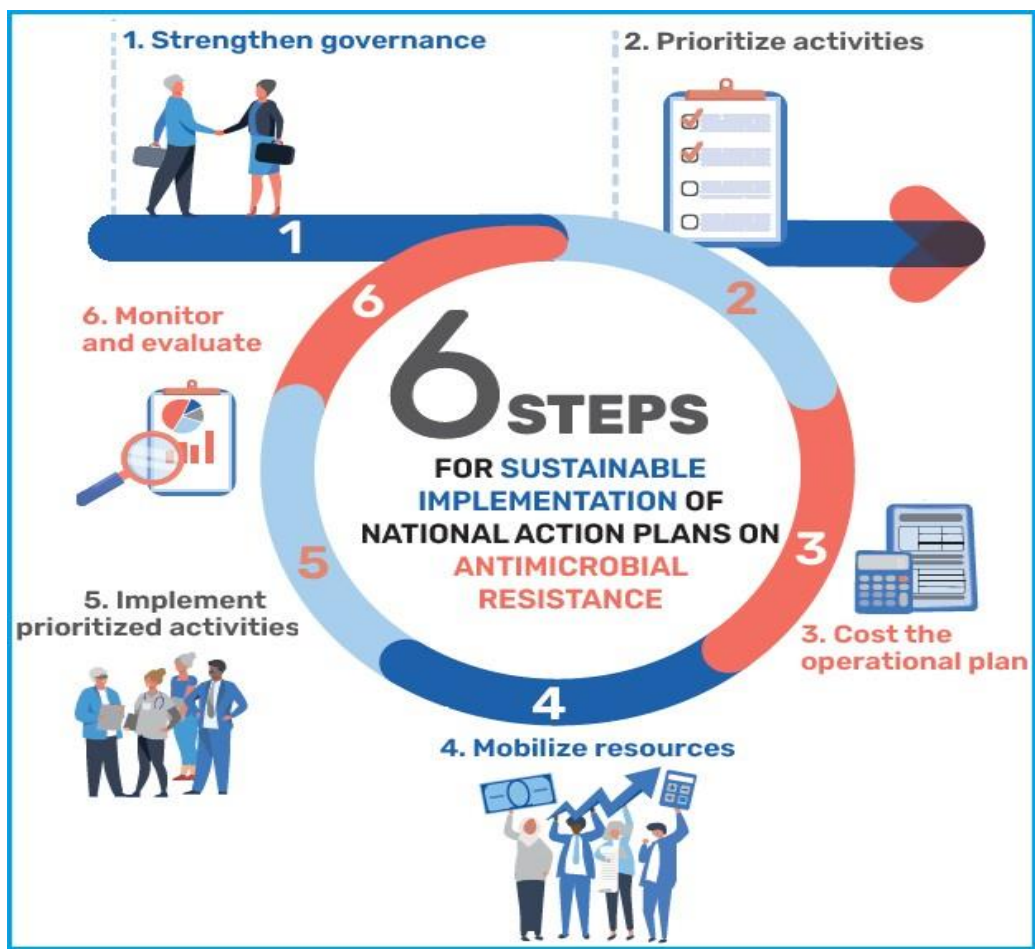 1. Strengthen governance
2. Prioritize activities
1
2
6
6. Monitor
and evaluate
6 STEPS
FOR SUSTAINABLE
IMPLEMENTATION OF
NATIONAL ACTION PLANS ON
ANTIMICROBIAL
RESISTANCE
3
5
3. Cost the
operational plan
5. Implement
prioritized activities
4
4. Mobilize resources